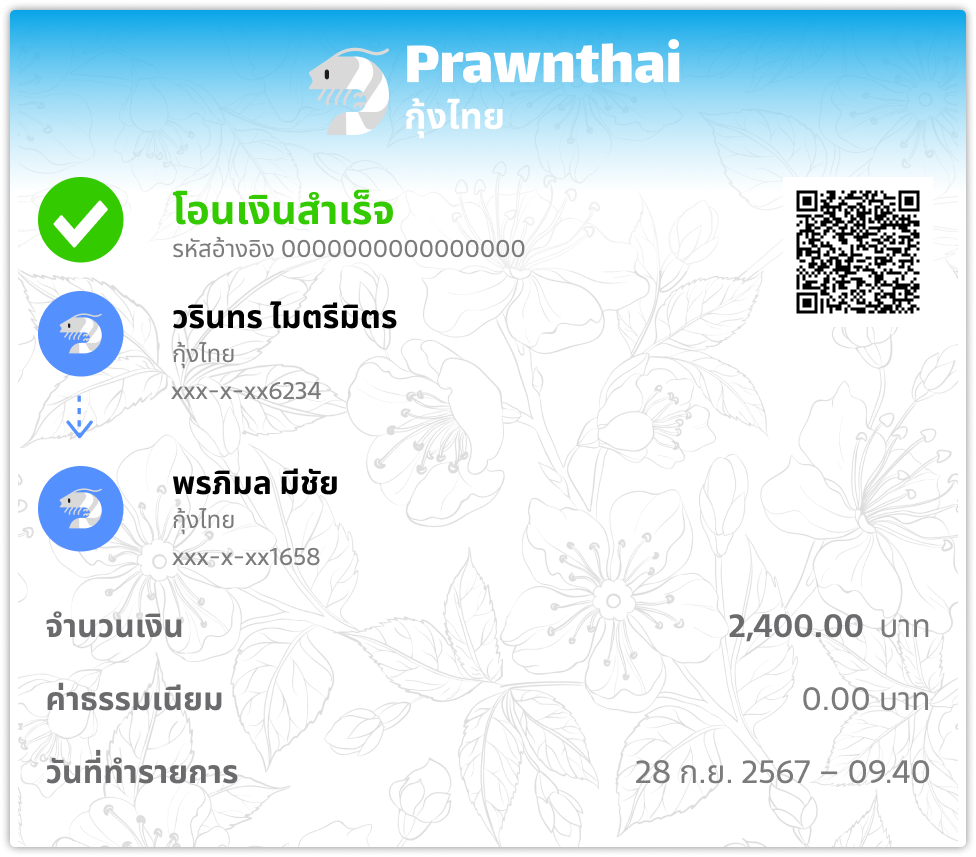 Prawnthai
กุ้งไทย
โอนเงินสำเร็จ
รหัสอ้างอิง 0000000000000000
วรินทร ไมตรีมิตร
กุ้งไทย
xxx-x-xx6234
พรภิมล มีชัย
กุ้งไทย
xxx-x-xx1658
จำนวนเงิน 2,400.00 บาท
ค่าธรรมเนียม 0.00 บาท
วันที่ทำรายการ 28 ก.ย. 2567 – 09.40